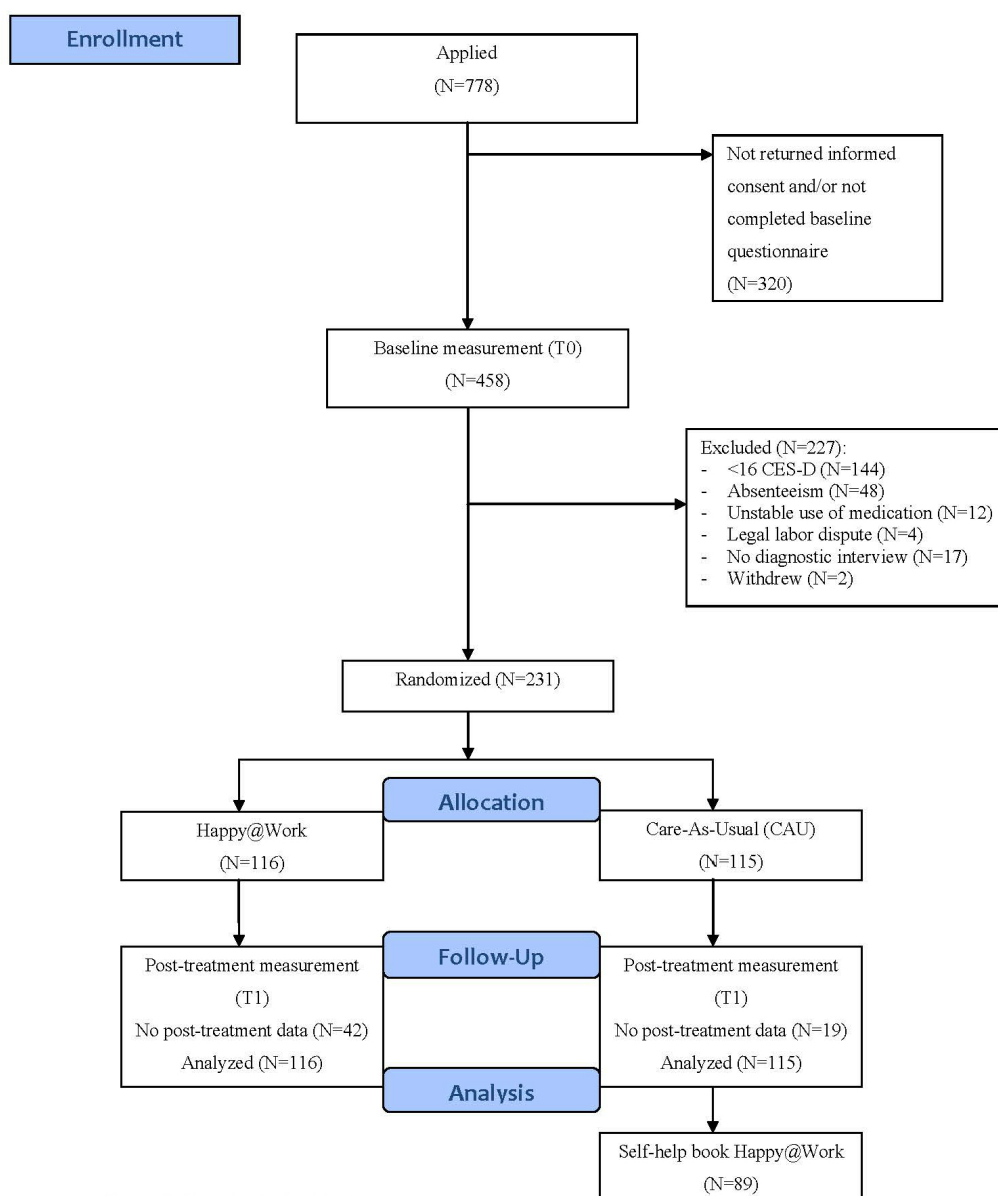 Enrollment
Applied
(N=778)
Not returned informed
consent and/or not
completed baseline
questionnaire
(N=320)
Baseline measurement (T0)
(N=458)
Excluded (N=227):
- <16 CES-D (N=144)
- Absenteeism (N=48)
- Unstable use of medication (N=12)
- Legal labor dispute (N=4)
- No diagnostic interview (N=17)
- Withdrew (N=2)
Randomized (N=231)
Allocation
Happy@Work
(N=116)
Care-As-Usual (CAU)
(N=115)
Follow-Up
Post-treatment measurement
(T1)
No post-treatment data (N=42)
Analyzed (N=116)
Post-treatment measurement
(T1)
No post-treatment data (N=19)
Analyzed (N=115)
Analysis
Self-help book Happy@Work
(N=89)